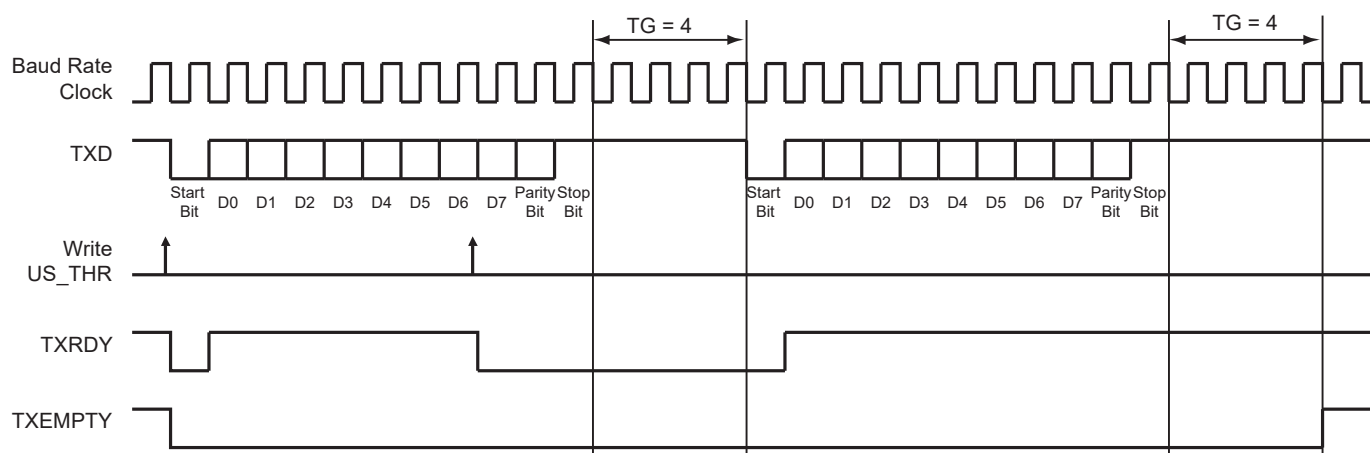 TG = 4
TG = 4
Baud Rate
Clock
TXD
Start
Bit
D0
D1
D2
D3
D4
D5
D6
D7
Parity
Bit
Stop
Bit
Start
Bit
D0
D1
D2
D3
D4
D5
D6
D7
Parity
Bit
Stop
Bit
Write
US_THR
TXRDY
TXEMPTY